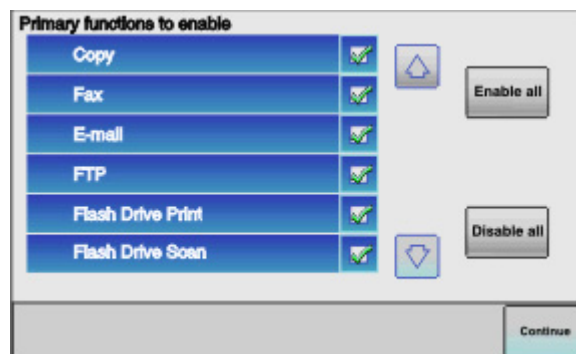 Primary functions to enable
Copy
Fax
Enable all
E-mail
FTP
Flash Drive Print
Disable all
Flash Drive Scan
Continue